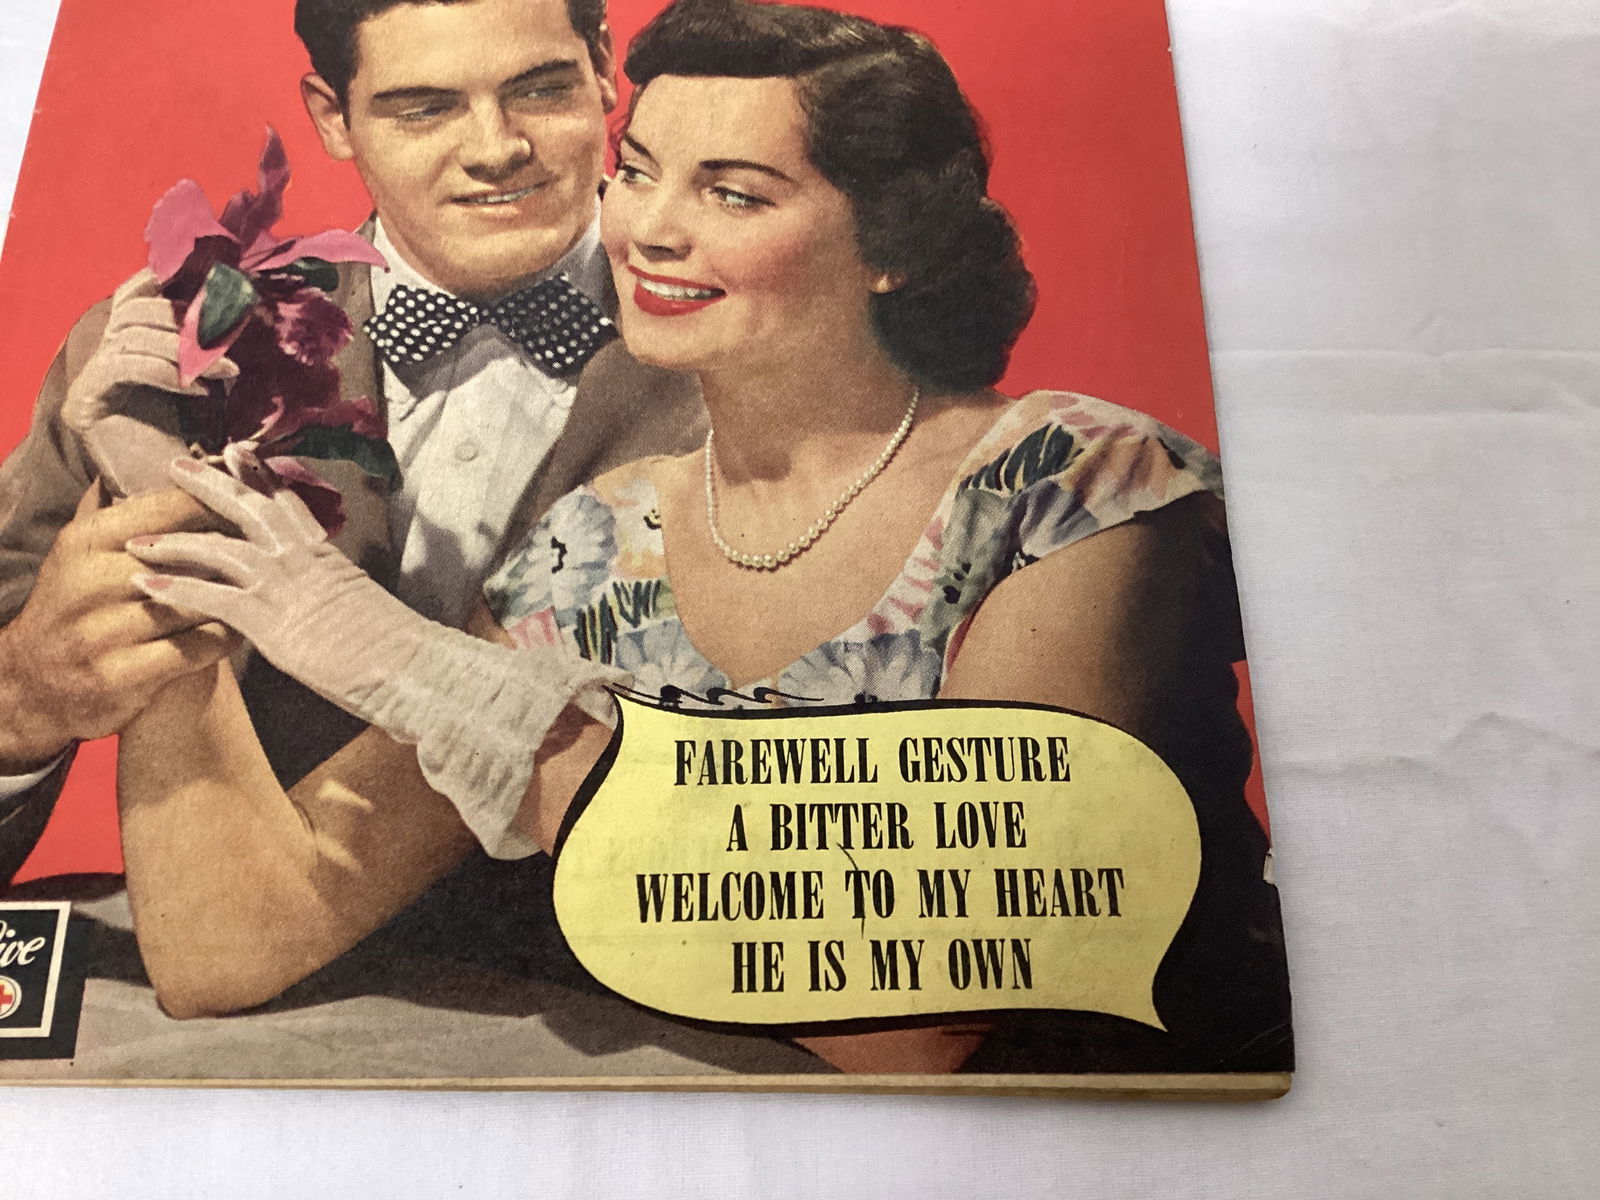 FAREWELL GESTURE
A BITTER LOVE
WELCOME TO MY HEART
HE IS MY OWN